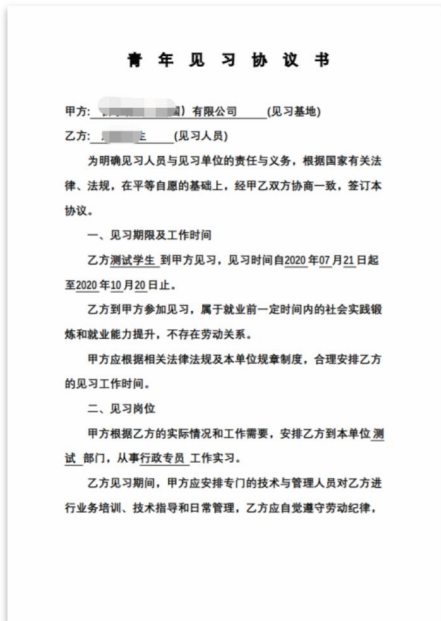 青年见习协议书
甲方: ）有限公司 (见习基地)
乙方: 生 (见习人员)
为明确见习人员与见习单位的责任与义务，根据国家有关法
律、法规，在平等自愿的基础上，经甲乙双方协商一致，签订本
协议。
一、见习期限及工作时间
乙方测试学生 到甲方见习，见习时间自2020年07月21日起
至2020年10月20日止。
乙方到甲方参加见习，属于就业前一定时间内的社会实践锻
炼和就业能力提升，不存在劳动关系。
甲方应根据相关法律法规及本单位规章制度，合理安排乙方
的见习工作时间。
二、见习岗位
甲方根据乙方的实际情况和工作需要，安排乙方到本单位 测
试 部门，从事行政专员 工作实习。
乙方见习期间，甲方应安排专门的技术与管理人员对乙方进
行业务培训、技术指导和日常管理，乙方应自觉遵守劳动纪律，